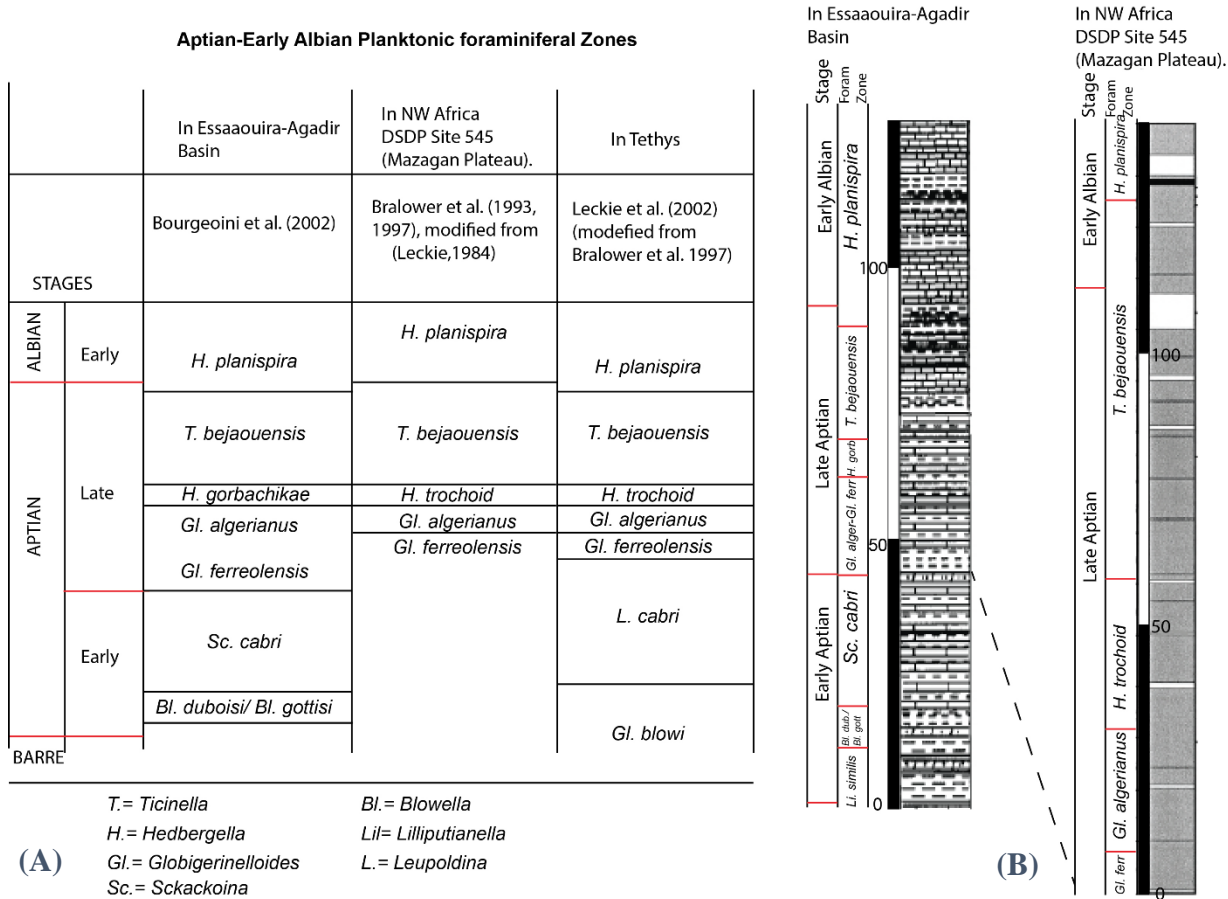 Aptian-Early Albian Planktonic foraminiferal Zones
In Essaaouira-Agadir
Basin
In NW Africa
DSDP Site 545
(Mazagan Plateau).
In Tethys
STAGES
Bourgeoini et al. (2002)
Bralower et al. (1993,
1997), modified from
(Leckie,1984)
Leckie et al. (2002)
(modefied from
Bralower et al. 1997)
ALBIAN
Early
H. planispira
H. planispira
H. planispira
APTIAN
Late
T. bejaouensis
T. bejaouensis
T. bejaouensis
H. gorbachikae
H. trochoid
H. trochoid
Gl. algerianus
Gl. algerianus
Gl. algerianus
Gl. ferreolensis
Gl. ferreolensis
Gl. ferreolensis
Early
Sc. cabri
L. cabri
Bl. duboisi/ Bl. gottisi
Gl. blowi
BARRE
T.= Ticinella
H.= Hedbergella
Gl.= Globigerinelloides
Sc.= Sckackoina
Bl.= Blowella
Lil= Lilliputianella
L.= Leupoldina
(A)
In Essaaouira-Agadir
Basin
Stage
Foram
Zone
Early Albian
H. planispira
100
Late Aptian
T. bejaouensis
H. gorb
Gl. alger-Gl. ferr
50
Early Aptian
Sc. cabri
Bl. dub./
Bl. gott
Li. similis
0
In NW Africa
DSDP Site 545
(Mazagan Plateau).
Stage
Foram
Zone
Early Albian
H. planispira
Late Aptian
T. bejaouensis
100
H. trochoid
50
Gl. algerianus
Gl. ferr
0
(B)